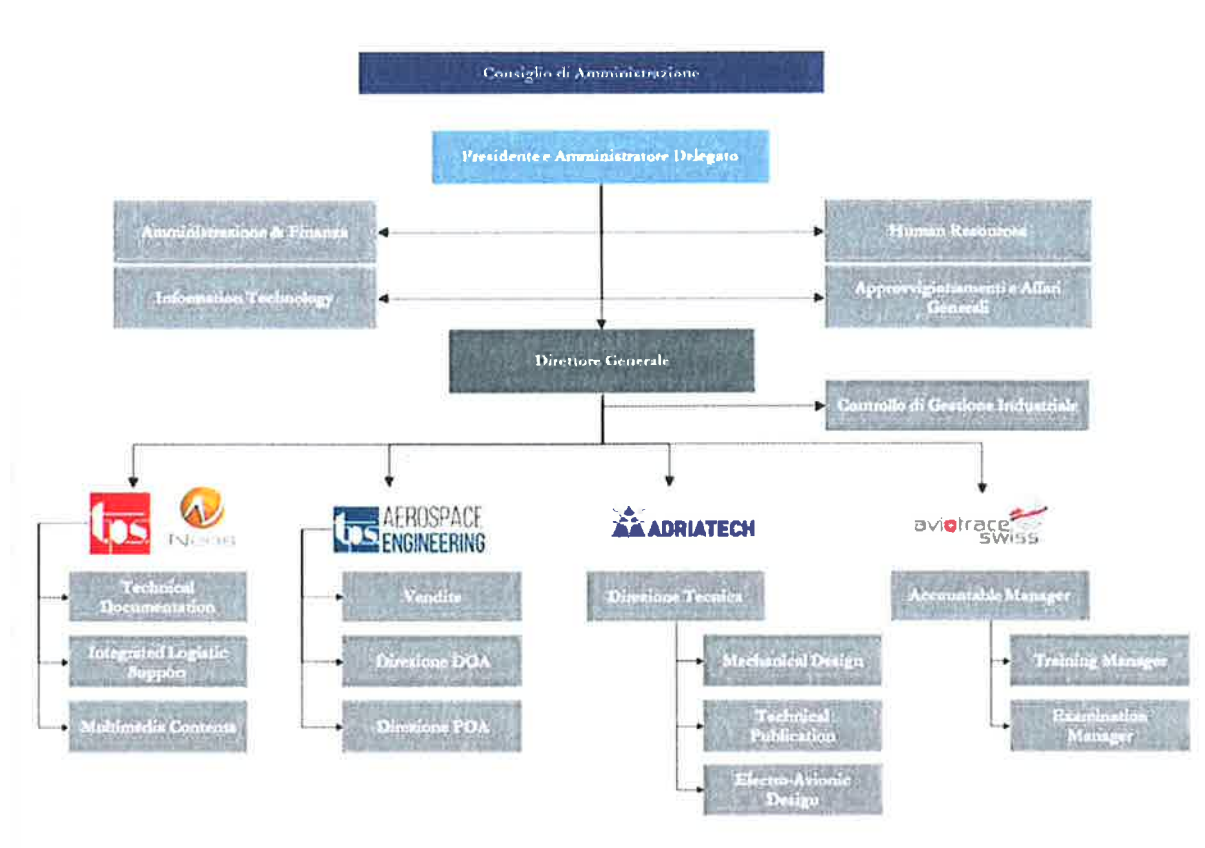 Consiglio di Amministrazione
Presidente e Amministratore Delegato
Amministrazione & Finanza
Human Resources
Information Technology
Approvvigionamenti e Affari
Generali
Direttore Generale
Controllo di Gestione Industriale
tps
tps AEROSPACE
ENGINEERING
ADRIATECH
aviotrace
swiss
Technical
Documentation
Integrated Logistic
Support
Multimedia Contents
Vendite
Direzione DOA
Direzione POA
Direzione Tecnica
Mechanical Design
Technical
Publication
Electro-Avionic
Design
Accountable Manager
Training Manager
Examination
Manager